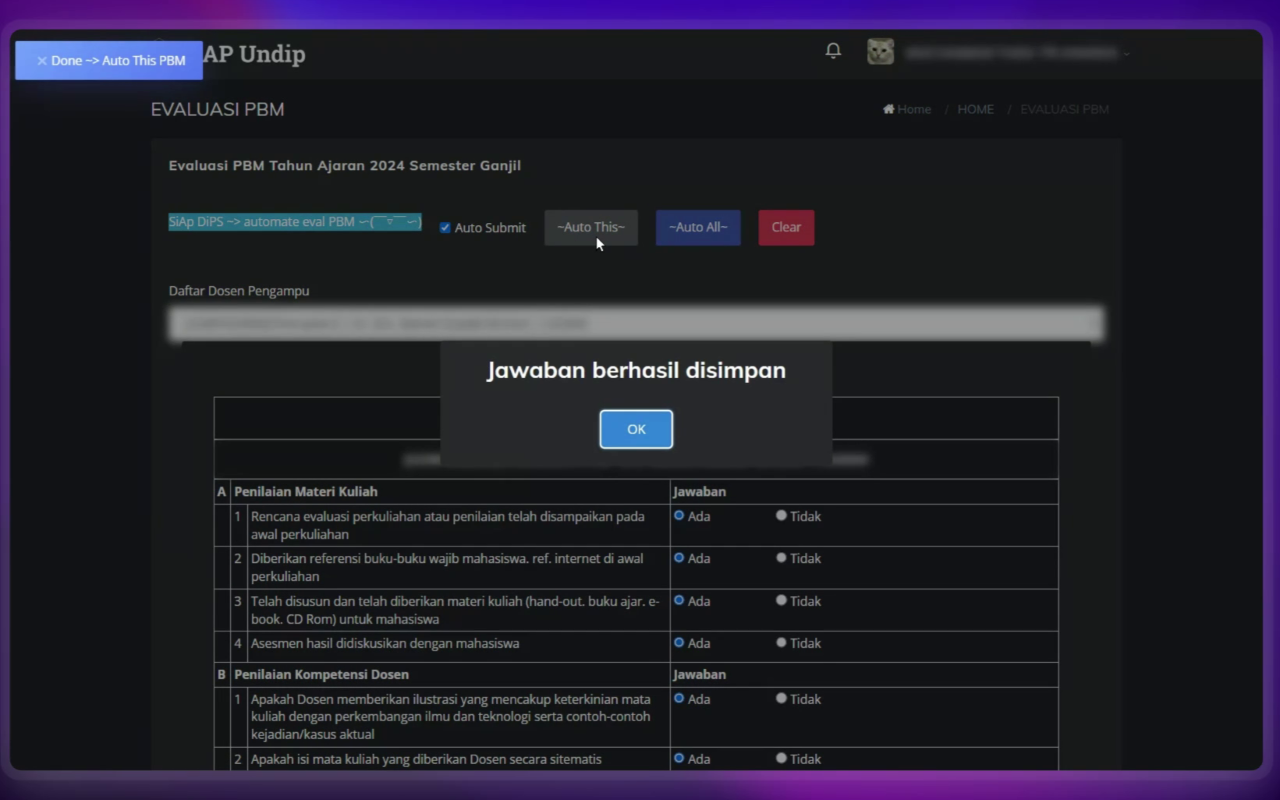 × Done ~> Auto This PBM
AP Undip
EVALUASI PBM
Home / HOME / EVALUASI PBM
Evaluasi PBM Tahun Ajaran 2024 Semester Ganjil
SiAp DiPS ~> automate eval PBM
Auto Submit
~Auto This~
~Auto All~
Clear
Daftar Dosen Pengampu
Jawaban berhasil disimpan
OK
A Penilaian Materi Kuliah Jawaban
1 Rencana evaluasi perkuliahan atau penilaian telah disampaikan pada Ada Tidak
awal perkuliahan
2 Diberikan referensi buku-buku wajib mahasiswa. ref. internet di awal Ada Tidak
perkuliahan
3 Telah disusun dan telah diberikan materi kuliah (hand-out. buku ajar. e- Ada Tidak
book. CD Rom) untuk mahasiswa
4 Asesmen hasil didiskusikan dengan mahasiswa Ada Tidak
B Penilaian Kompetensi Dosen Jawaban
1 Apakah Dosen memberikan ilustrasi yang mencakup keterkinian mata Ada Tidak
kuliah dengan perkembangan ilmu dan teknologi serta contoh-contoh
kejadian/kasus aktual
2 Apakah isi mata kuliah yang diberikan Dosen secara sitematis Ada Tidak